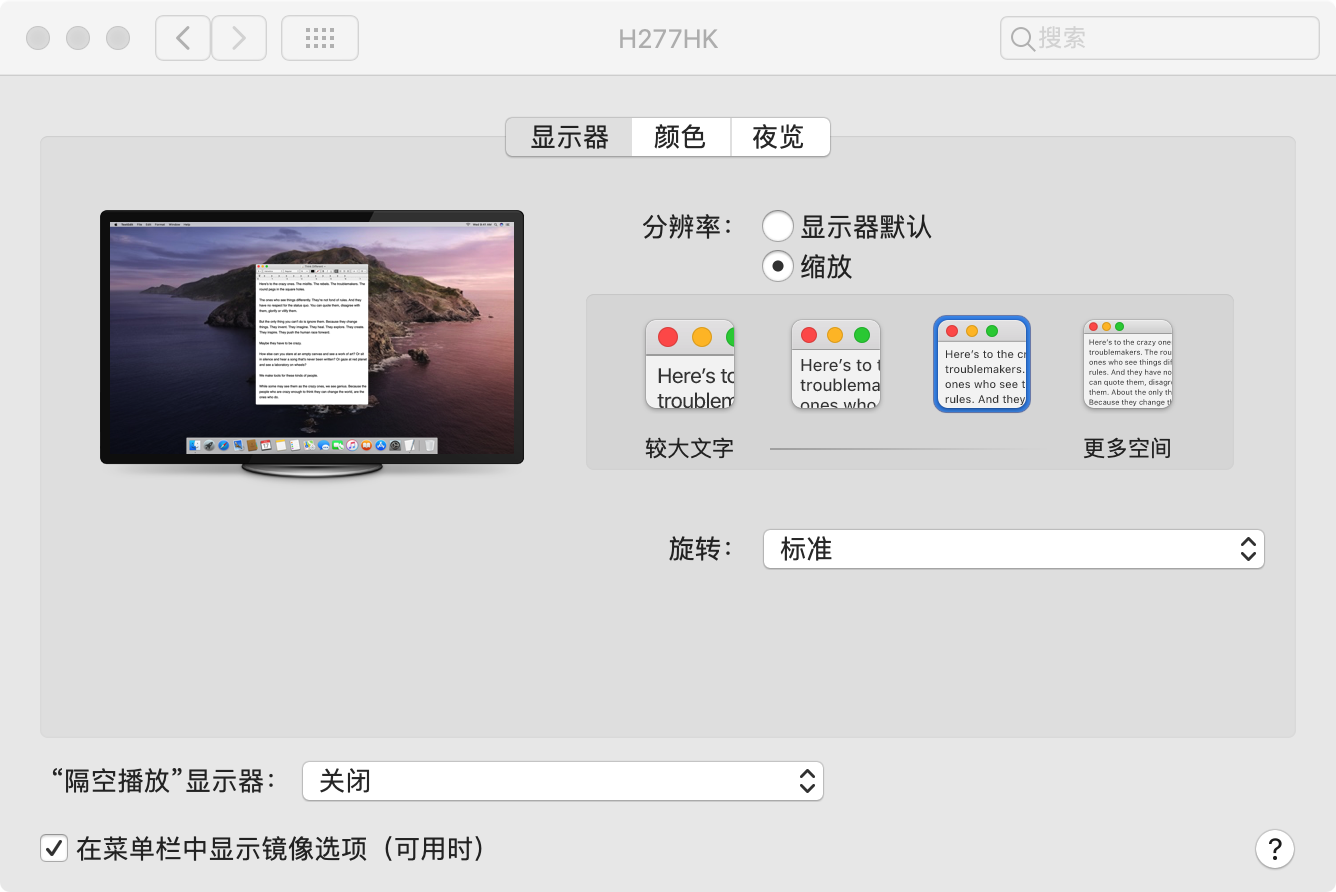 H277HK
搜索
显示器 颜色 夜览
分辨率： 显示器默认
缩放
Here's to
troublem
Here's to t
troublema
ones who
Here's to the cr
troublemakers.
ones who see t
rules. And they
Here's to the crazy one
troublemakers. The rou
ones who see things dif
rules. And they have no
can quote them, disagr
them. About the only th
Because they change t
较大文字 更多空间
旋转： 标准
“隔空播放”显示器： 关闭
在菜单栏中显示镜像选项（可用时）
?